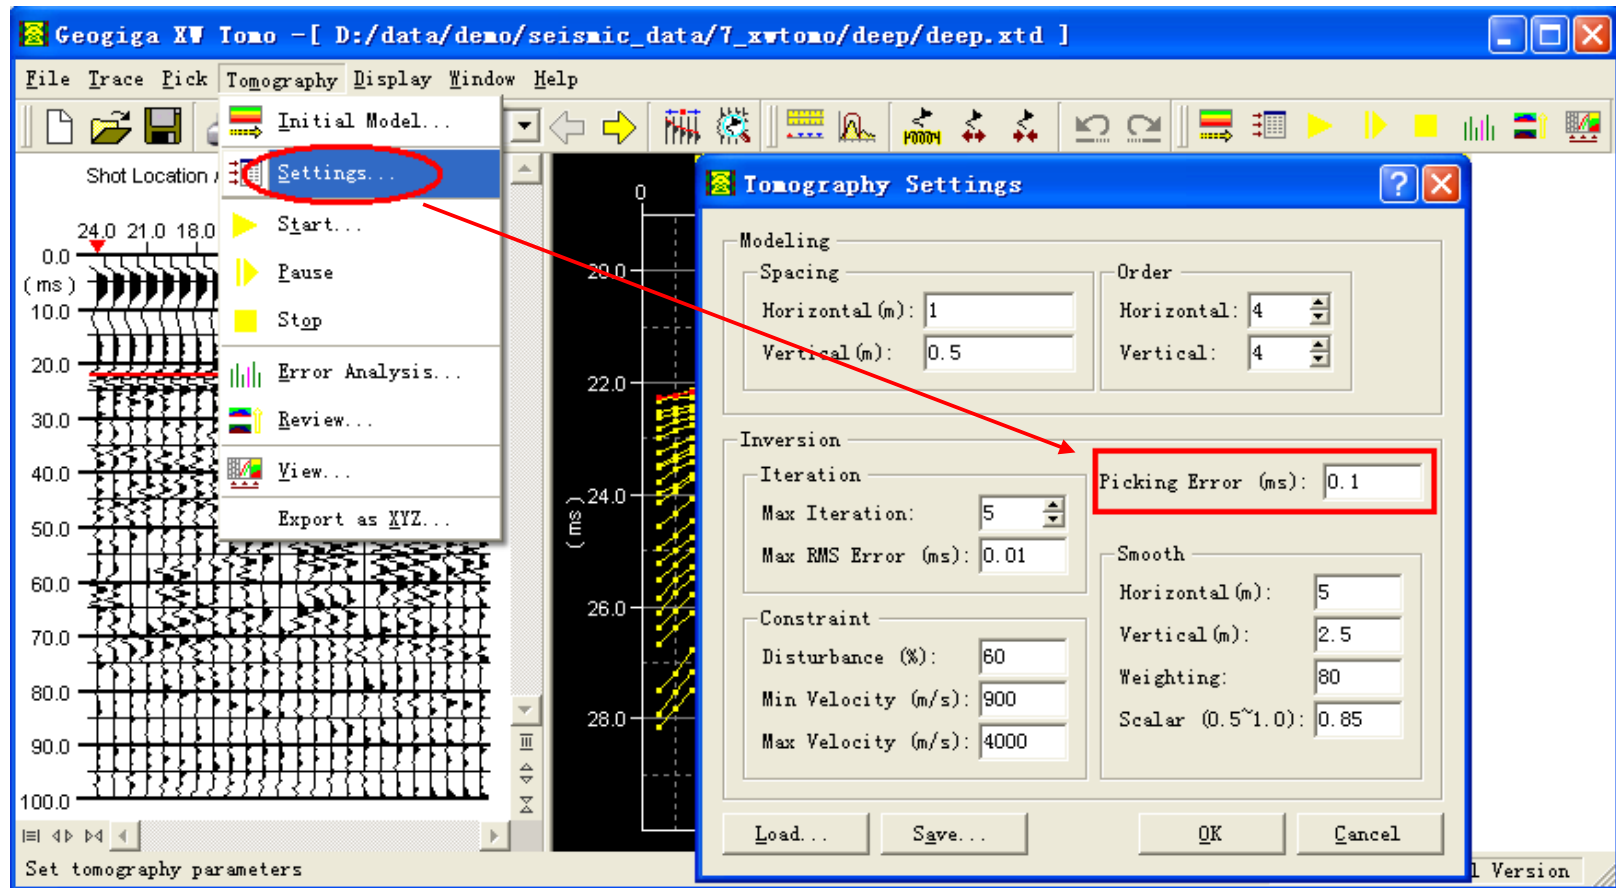 Geogiga XW Tomo -[ D:/data/demo/seismic_data/7_xwtomo/deep/deep.xtd ]
File Trace Pick Tomography Display Window Help
Initial Model...
Settings...
Start...
Pause
Stop
Error Analysis...
Review...
View...
Export as XYZ...
Shot Location
24.0 21.0 18.0
0.0
(ms)
10.0
20.0
30.0
40.0
50.0
60.0
70.0
80.0
90.0
100.0
0
20.0
22.0
24.0
(ms)
26.0
28.0
Tomography Settings
Modeling
Spacing
Horizontal(m): 1
Vertical(m): 0.5
Order
Horizontal: 4
Vertical: 4
Inversion
Iteration
Max Iteration: 5
Max RMS Error (ms): 0.01
Picking Error (ms): 0.1
Constraint
Disturbance (%): 60
Min Velocity (m/s): 900
Max Velocity (m/s): 4000
Smooth
Horizontal(m): 5
Vertical(m): 2.5
Weighting: 80
Scalar (0.5~1.0): 0.85
Load... Save... OK Cancel
Set tomography parameters
l Version